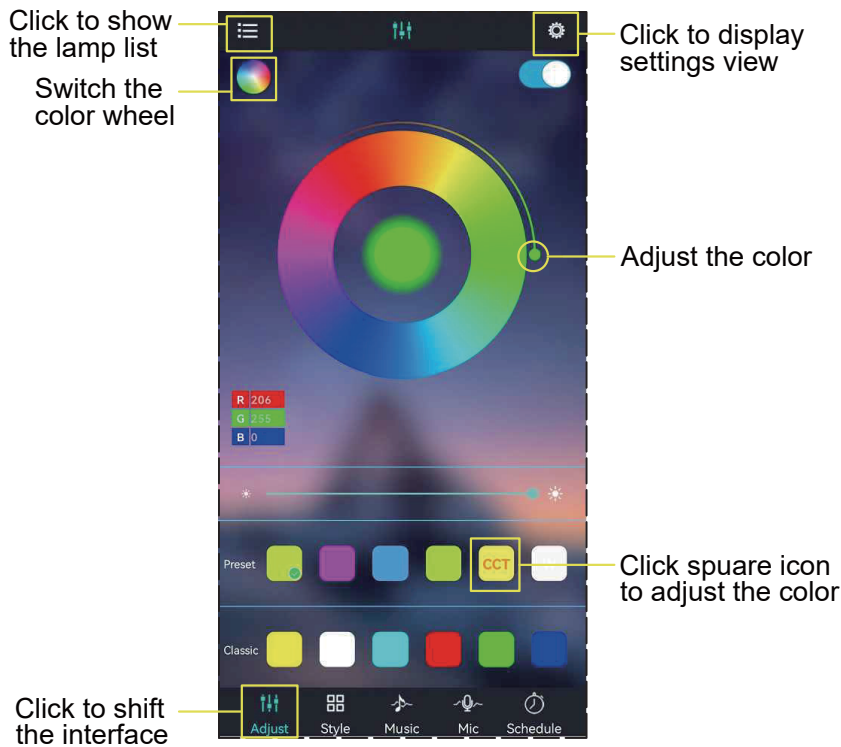 Click to show
the lamp list
Switch the
color wheel
Click to display
settings view
Adjust the color
R 206
G 255
B 0
Preset
CCT
Click spuare icon
to adjust the color
Classic
Click to shift
the interface
Adjust
Style
Music
Mic
Schedule